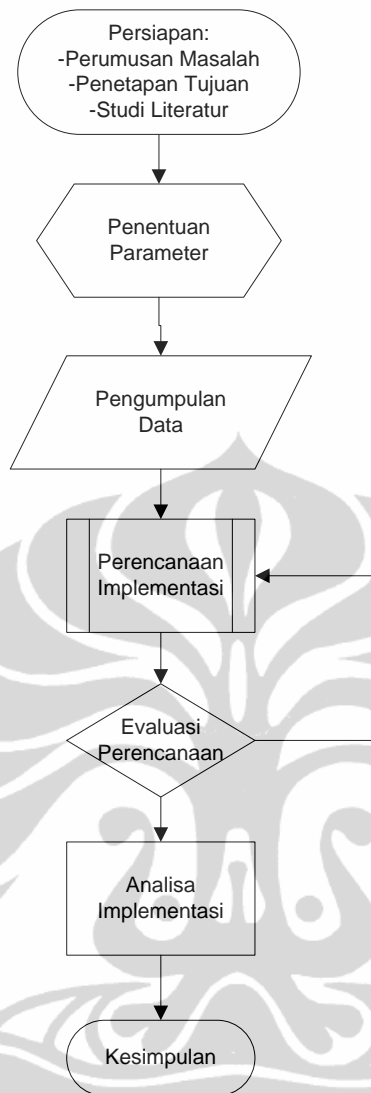 Persiapan:
-Perumusan Masalah
-Penetapan Tujuan
-Studi Literatur
Penentuan
Parameter
Pengumpulan
Data
Perencanaan
Implementasi
Evaluasi
Perencanaan
Analisa
Implementasi
Kesimpulan